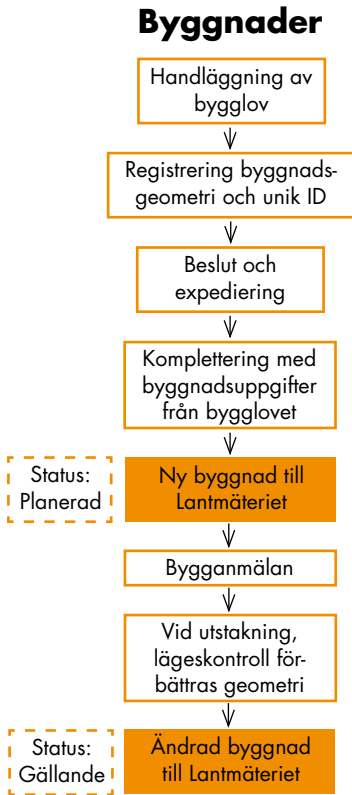 Byggnader
Handläggning av
bygglov
Registrering byggnads-
geometri och unik ID
Beslut och
expediering
Komplettering med
byggnadsuppgifter
från bygglovet
Status:
Planerad
Ny byggnad till
Lantmäteriet
Bygganmälan
Vid utstakning,
lägeskontroll för-
bättras geometri
Status:
Gällande
Ändrad byggnad
till Lantmäteriet